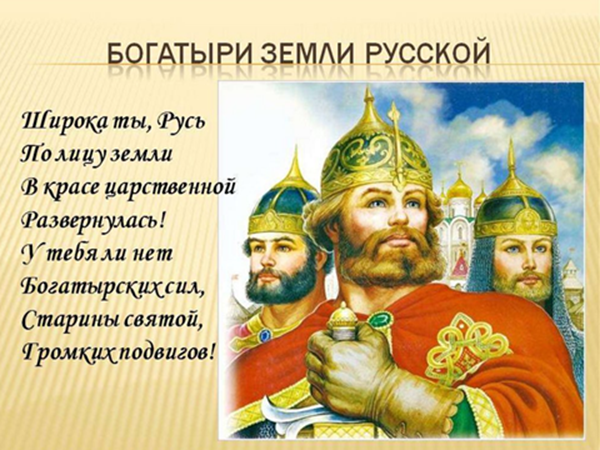 БОГАТЫРИ ЗЕМЛИ РУССКОЙ
Широка ты, Русь
По лицу земли
В красе царственной
Развернулась!
У тебя ли нет
Богатырских сил,
Старины святой,
Громких подвигов!